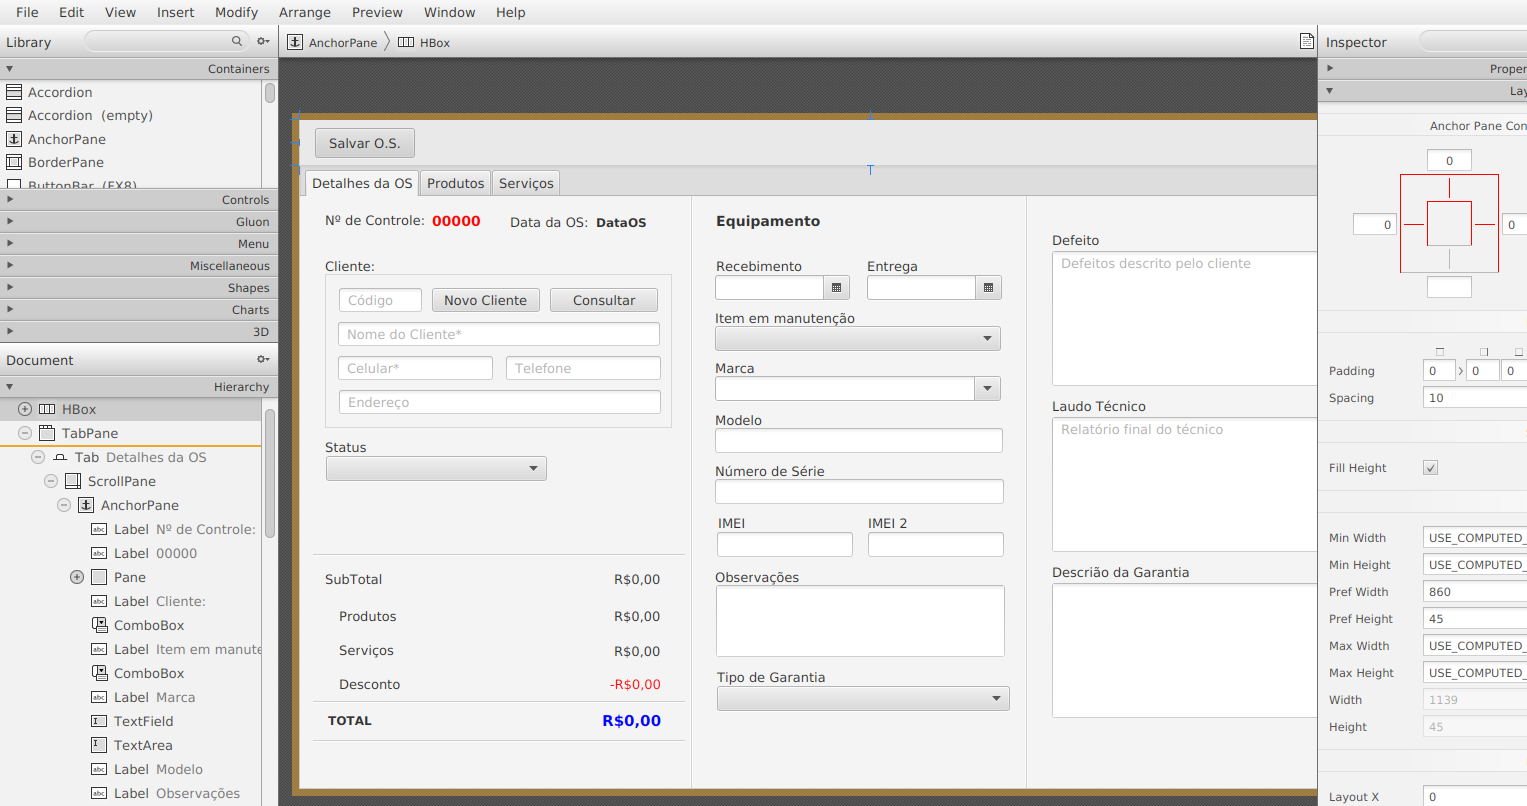 File Edit View Insert Modify Arrange Preview Window Help
Library
Containers
Accordion
Accordion (empty)
AnchorPane
BorderPane
ButtonBar (FX8)
Controls
Gluon
Menu
Miscellaneous
Shapes
Charts
3D
Document
Hierarchy
HBox
TabPane
Tab Detalhes da OS
ScrollPane
AnchorPane
Label Nº de Controle:
Label 00000
Pane
Label Cliente:
ComboBox
Label Item em manute
ComboBox
Label Marca
TextField
TextArea
Label Modelo
Label Observações
AnchorPane HBox
Salvar O.S.
Detalhes da OS Produtos Serviços
Nº de Controle: 00000 Data da OS: DataOS
Cliente:
Código Novo Cliente Consultar
Nome do Cliente*
Celular* Telefone
Endereço
Status
SubTotal R$0,00
Produtos R$0,00
Serviços R$0,00
Desconto -R$0,00
TOTAL R$0,00
Equipamento
Recebimento Entrega
Item em manutenção
Marca
Modelo
Número de Série
IMEI IMEI 2
Observações
Tipo de Garantia
Defeito
Defeitos descrito pelo cliente
Laudo Técnico
Relatório final do técnico
Descrião da Garantia
Inspector
Proper
Lay
Anchor Pane Con
0
0 0
Padding 0 0 0
Spacing 10
Fill Height
Min Width USE_COMPUTED_
Min Height USE_COMPUTED_
Pref Width 860
Pref Height 45
Max Width USE_COMPUTED_
Max Height USE_COMPUTED_
Width 1139
Height 45
Layout X 0